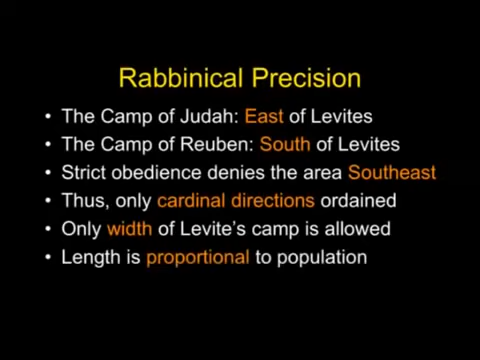 Rabbinical Precision
• The Camp of Judah: East of Levites
• The Camp of Reuben: South of Levites
• Strict obedience denies the area Southeast
• Thus, only cardinal directions ordained
• Only width of Levite's camp is allowed
• Length is proportional to population